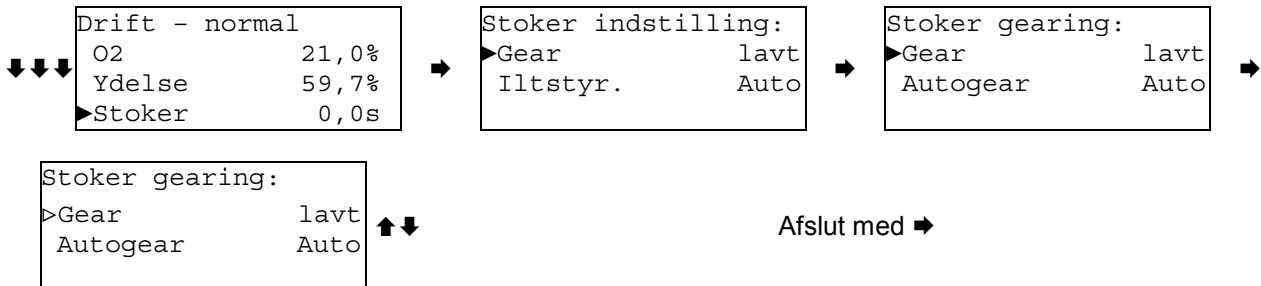 Drift – normal
O2 21,0%
Ydelse 59,7%
►Stoker 0,0s
Stoker indstilling:
►Gear lavt
Iltstyr. Auto
Stoker gearing:
►Gear lavt
Autogear Auto
Stoker gearing:
▷Gear lavt
Autogear Auto
Afslut med ➡